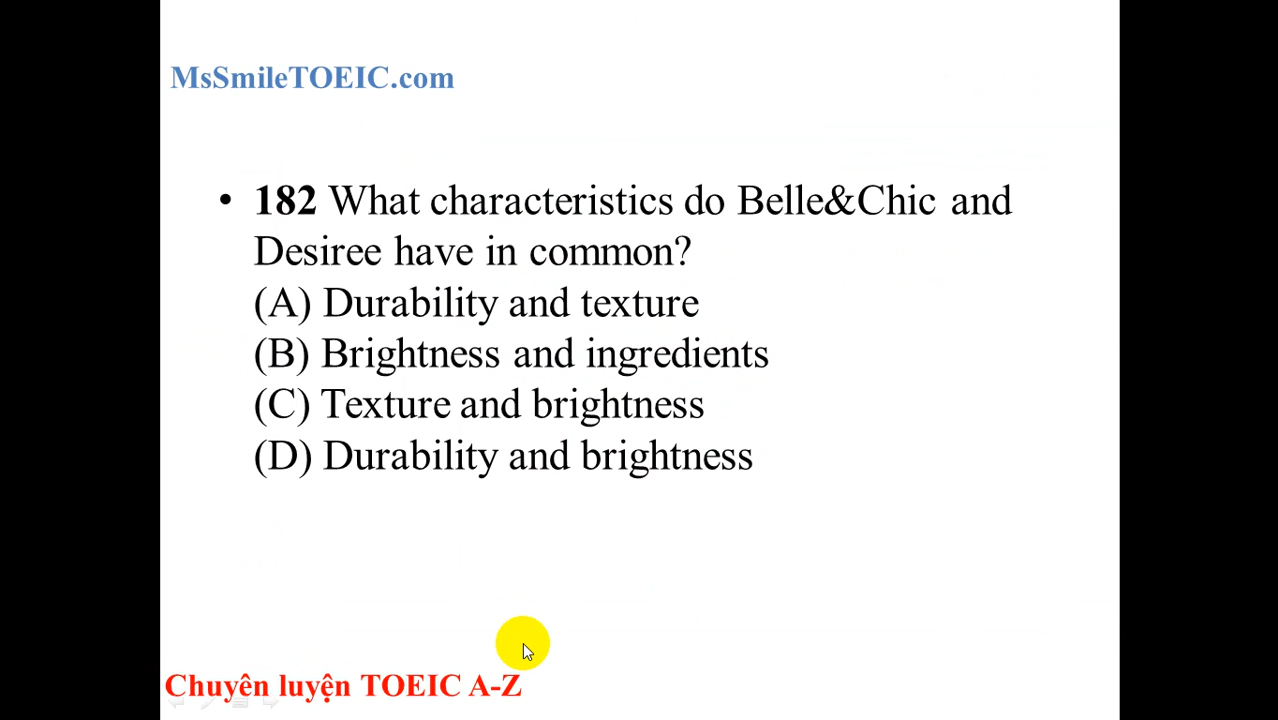 MsSmileTOEIC.com
• 182 What characteristics do Belle&Chic and
Desiree have in common?
(A) Durability and texture
(B) Brightness and ingredients
(C) Texture and brightness
(D) Durability and brightness
Chuyên luyện TOEIC A-Z